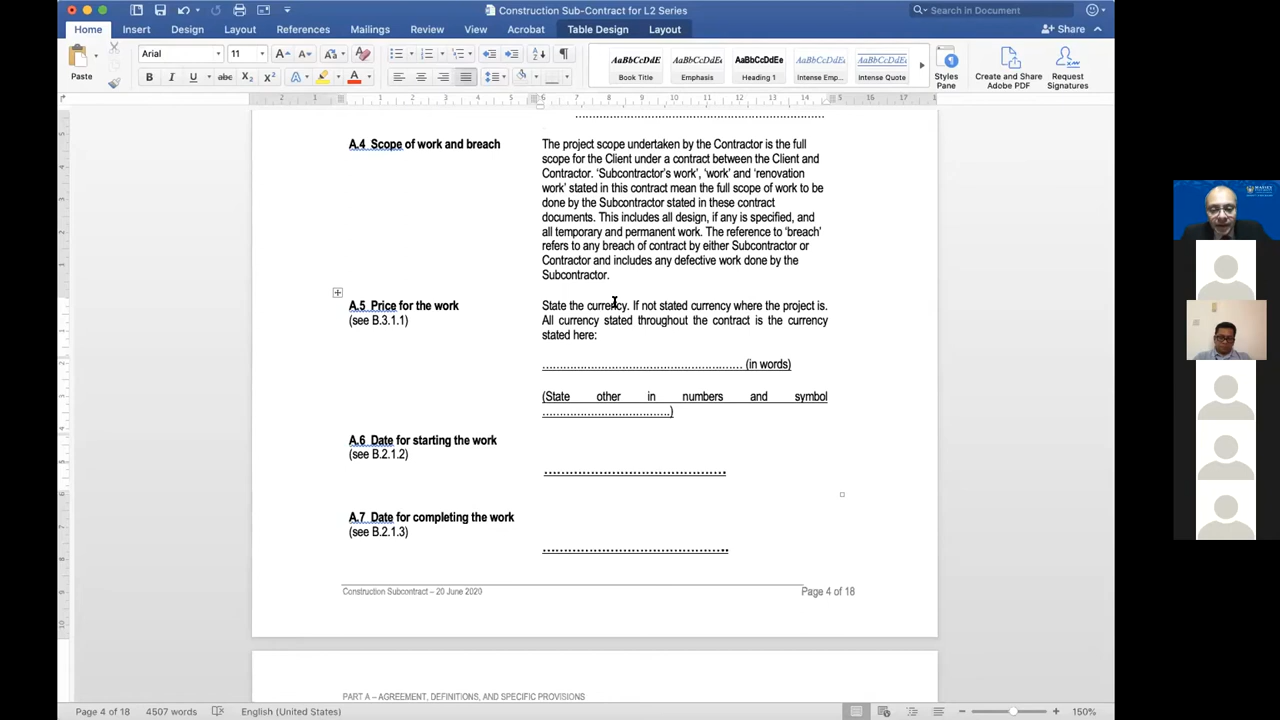 Construction Sub-Contract for L2 Series
Search in Document
Home Insert Design Layout References Mailings Review View Acrobat Table Design Layout
Share
Paste
Arial 11
Book Title
Emphasis
Heading 1
Intense Emp...
Intense Quote
Styles Pane
Create and Share Adobe PDF
Request Signatures
A.4 Scope of work and breach
The project scope undertaken by the Contractor is the full
scope for the Client under a contract between the Client and
Contractor. ‘Subcontractor’s work’, ‘work’ and ‘renovation
work’ stated in this contract mean the full scope of work to be
done by the Subcontractor stated in these contract
documents. This includes all design, if any is specified, and
all temporary and permanent work. The reference to ‘breach’
refers to any breach of contract by either Subcontractor or
Contractor and includes any defective work done by the
Subcontractor.
A.5 Price for the work
(see B.3.1.1)
State the currency. If not stated currency where the project is.
All currency stated throughout the contract is the currency
stated here:
…………………………………………………… (in words)
(State other in numbers and symbol
……………………………….)
A.6 Date for starting the work
(see B.2.1.2)
……………………………………
A.7 Date for completing the work
(see B.2.1.3)
……………………………………..
Construction Subcontract – 20 June 2020
Page 4 of 18
PART A – AGREEMENT, DEFINITIONS, AND SPECIFIC PROVISIONS
Page 4 of 18 4507 words English (United States) 150%